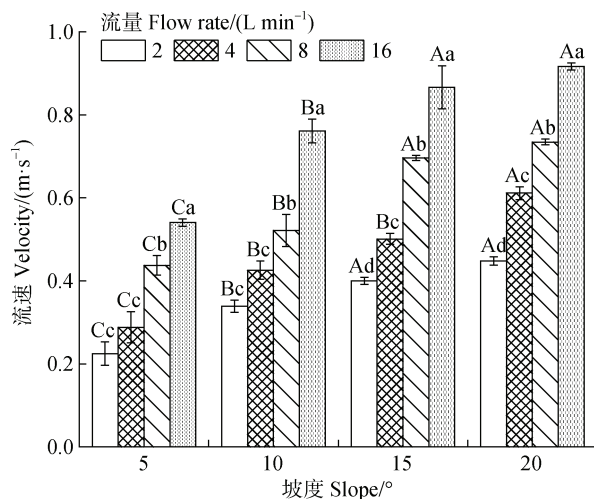 流量 Flow rate/(L min⁻¹)
2 4 8 16
流速 Velocity/(m·s⁻¹)
1.0
0.8
0.6
0.4
0.2
0.0
Cc Cc Cb Ca
Bc Bc Bb Ba
Ad Bc Ab Aa
Ad Ac Ab Aa
5 10 15 20
坡度 Slope/°